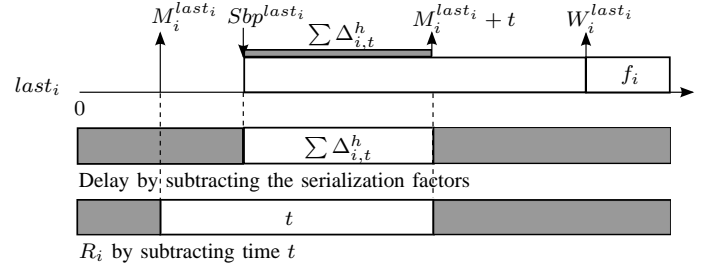 M_i^{last_i} Sbp^{last_i} M_i^{last_i} + t W_i^{last_i}
∑ Δ_{i,t}^h
last_i f_i
0
∑ Δ_{i,t}^h
Delay by subtracting the serialization factors
t
R_i by subtracting time t